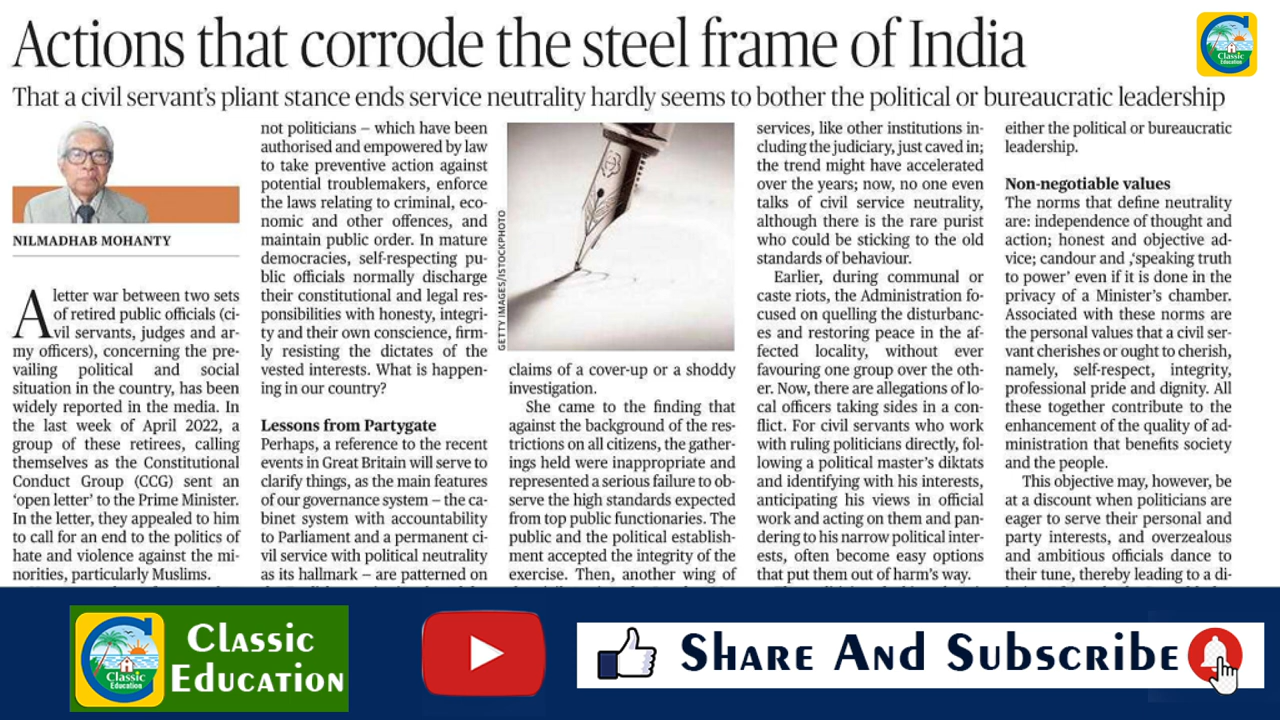 Actions that corrode the steel frame of India
Classic
Education
That a civil servant's pliant stance ends service neutrality hardly seems to bother the political or bureaucratic leadership
NILMADHAB MOHANTY
A letter war between two sets
of retired public officials (ci-
vil servants, judges and ar-
my officers), concerning the pre-
vailing political and social
situation in the country, has been
widely reported in the media. In
the last week of April 2022, a
group of these retirees, calling
themselves as the Constitutional
Conduct Group (CCG) sent an
'open letter' to the Prime Minister.
In the letter, they appealed to him
to call for an end to the politics of
hate and violence against the mi-
norities, particularly Muslims.
not politicians – which have been
authorised and empowered by law
to take preventive action against
potential troublemakers, enforce
the laws relating to criminal, eco-
nomic and other offences, and
maintain public order. In mature
democracies, self-respecting pu-
blic officials normally discharge
their constitutional and legal res-
ponsibilities with honesty, integri-
ty and their own conscience, firm-
ly resisting the dictates of the
vested interests. What is happen-
ing in our country?
Lessons from Partygate
Perhaps, a reference to the recent
events in Great Britain will serve to
clarify things, as the main features
of our governance system – the ca-
binet system with accountability
to Parliament and a permanent ci-
vil service with political neutrality
as its hallmark – are patterned on
GETTY IMAGES/ISTOCKPHOTO
claims of a cover-up or a shoddy
investigation.
She came to the finding that
against the background of the res-
trictions on all citizens, the gather-
ings held were inappropriate and
represented a serious failure to ob-
serve the high standards expected
from top public functionaries. The
public and the political establish-
ment accepted the integrity of the
exercise. Then, another wing of
services, like other institutions in-
cluding the judiciary, just caved in;
the trend might have accelerated
over the years; now, no one even
talks of civil service neutrality,
although there is the rare purist
who could be sticking to the old
standards of behaviour.
Earlier, during communal or
caste riots, the Administration fo-
cused on quelling the disturbanc-
es and restoring peace in the af-
fected locality, without ever
favouring one group over the oth-
er. Now, there are allegations of lo-
cal officers taking sides in a con-
flict. For civil servants who work
with ruling politicians directly, fol-
lowing a political master's diktats
and identifying with his interests,
anticipating his views in official
work and acting on them and pan-
dering to his narrow political inter-
ests, often become easy options
that put them out of harm's way.
either the political or bureaucratic
leadership.
Non-negotiable values
The norms that define neutrality
are: independence of thought and
action; honest and objective ad-
vice; candour and ,'speaking truth
to power' even if it is done in the
privacy of a Minister's chamber.
Associated with these norms are
the personal values that a civil ser-
vant cherishes or ought to cherish,
namely, self-respect, integrity,
professional pride and dignity. All
these together contribute to the
enhancement of the quality of ad-
ministration that benefits society
and the people.
This objective may, however, be
at a discount when politicians are
eager to serve their personal and
party interests, and overzealous
and ambitious officials dance to
their tune, thereby leading to a di-
Classic
Education
Classic
Education
Share And Subscribe